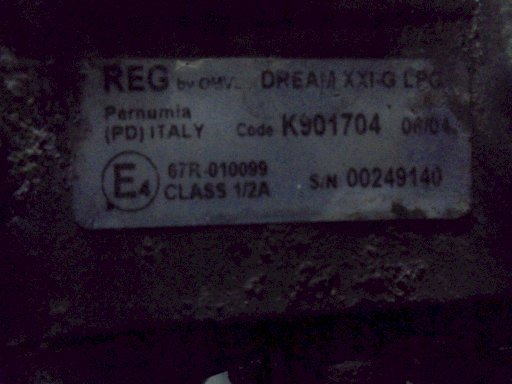 REG by OMVL DREAM XXI-G LPG
Pernumia
(PD) ITALY Code K901704 06/04
E4 67R-010099
CLASS 1/2A S/N 00249140